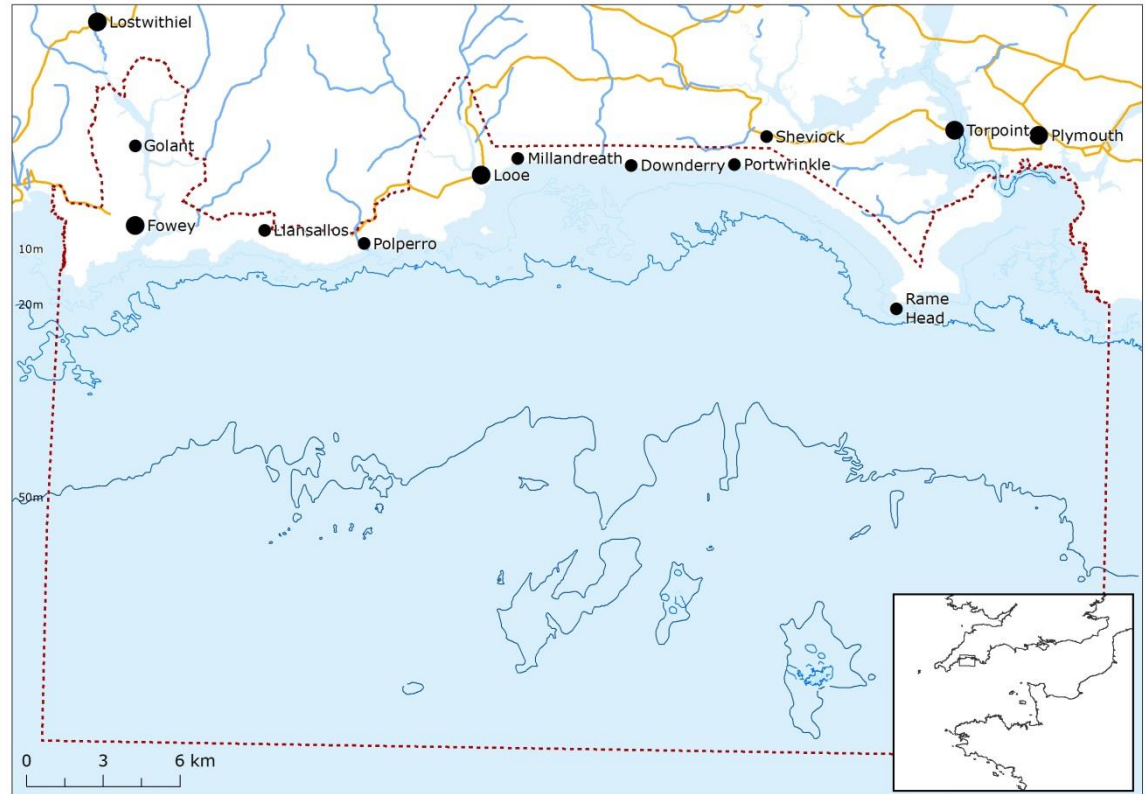 Lostwithiel
Golant
Sheviock
Torpoint
Plymouth
Millandreath
Downderry
Portwrinkle
Looe
Fowey
Llansallos
Polperro
10m
20m
Rame
Head
50m
0 3 6 km